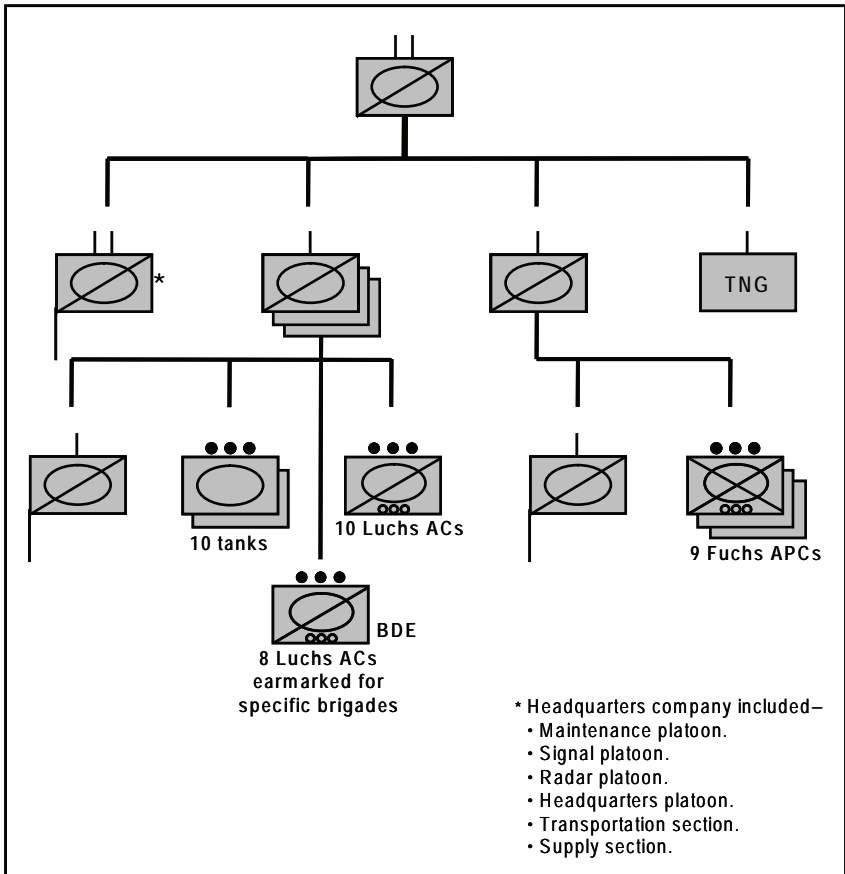 *
TNG
10 tanks
10 Luchs ACs
9 Fuchs APCs
BDE
8 Luchs ACs
earmarked for
specific brigades
* Headquarters company included–
• Maintenance platoon.
• Signal platoon.
• Radar platoon.
• Headquarters platoon.
• Transportation section.
• Supply section.